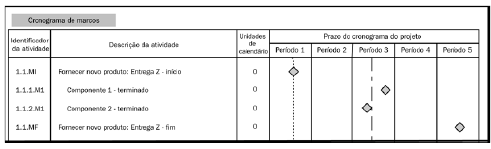 Cronograma de marcos
Identificador da atividade
Descrição da atividade
Unidades de calendário
Prazo do cronograma do projeto
Período 1 Período 2 Período 3 Período 4 Período 5
1.1.MI Fornecer novo produto: Entrega Z - início 0
1.1.1.M1 Componente 1 - terminado 0
1.1.2.M1 Componente 2 - terminado 0
1.1.MF Fornecer novo produto: Entrega Z - fim 0